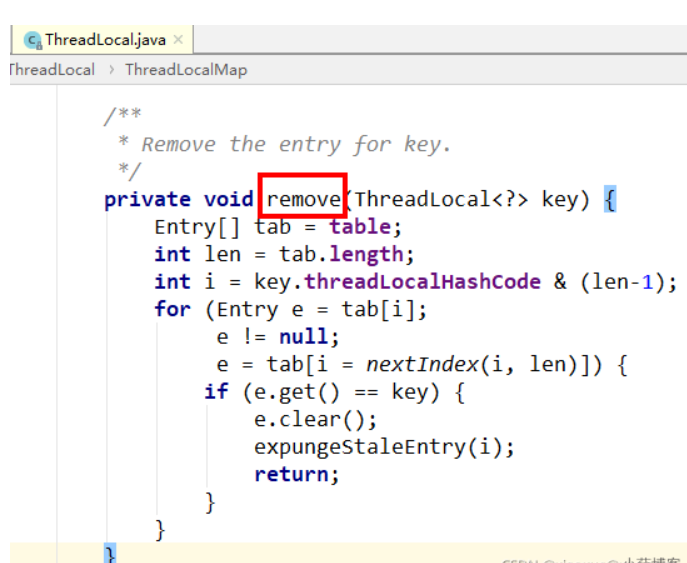 ThreadLocal.java ×
ThreadLocal › ThreadLocalMap
/**
* Remove the entry for key.
*/
private void remove(ThreadLocal<?> key) {
Entry[] tab = table;
int len = tab.length;
int i = key.threadLocalHashCode & (len-1);
for (Entry e = tab[i];
e != null;
e = tab[i = nextIndex(i, len)]) {
if (e.get() == key) {
e.clear();
expungeStaleEntry(i);
return;
}
}
}